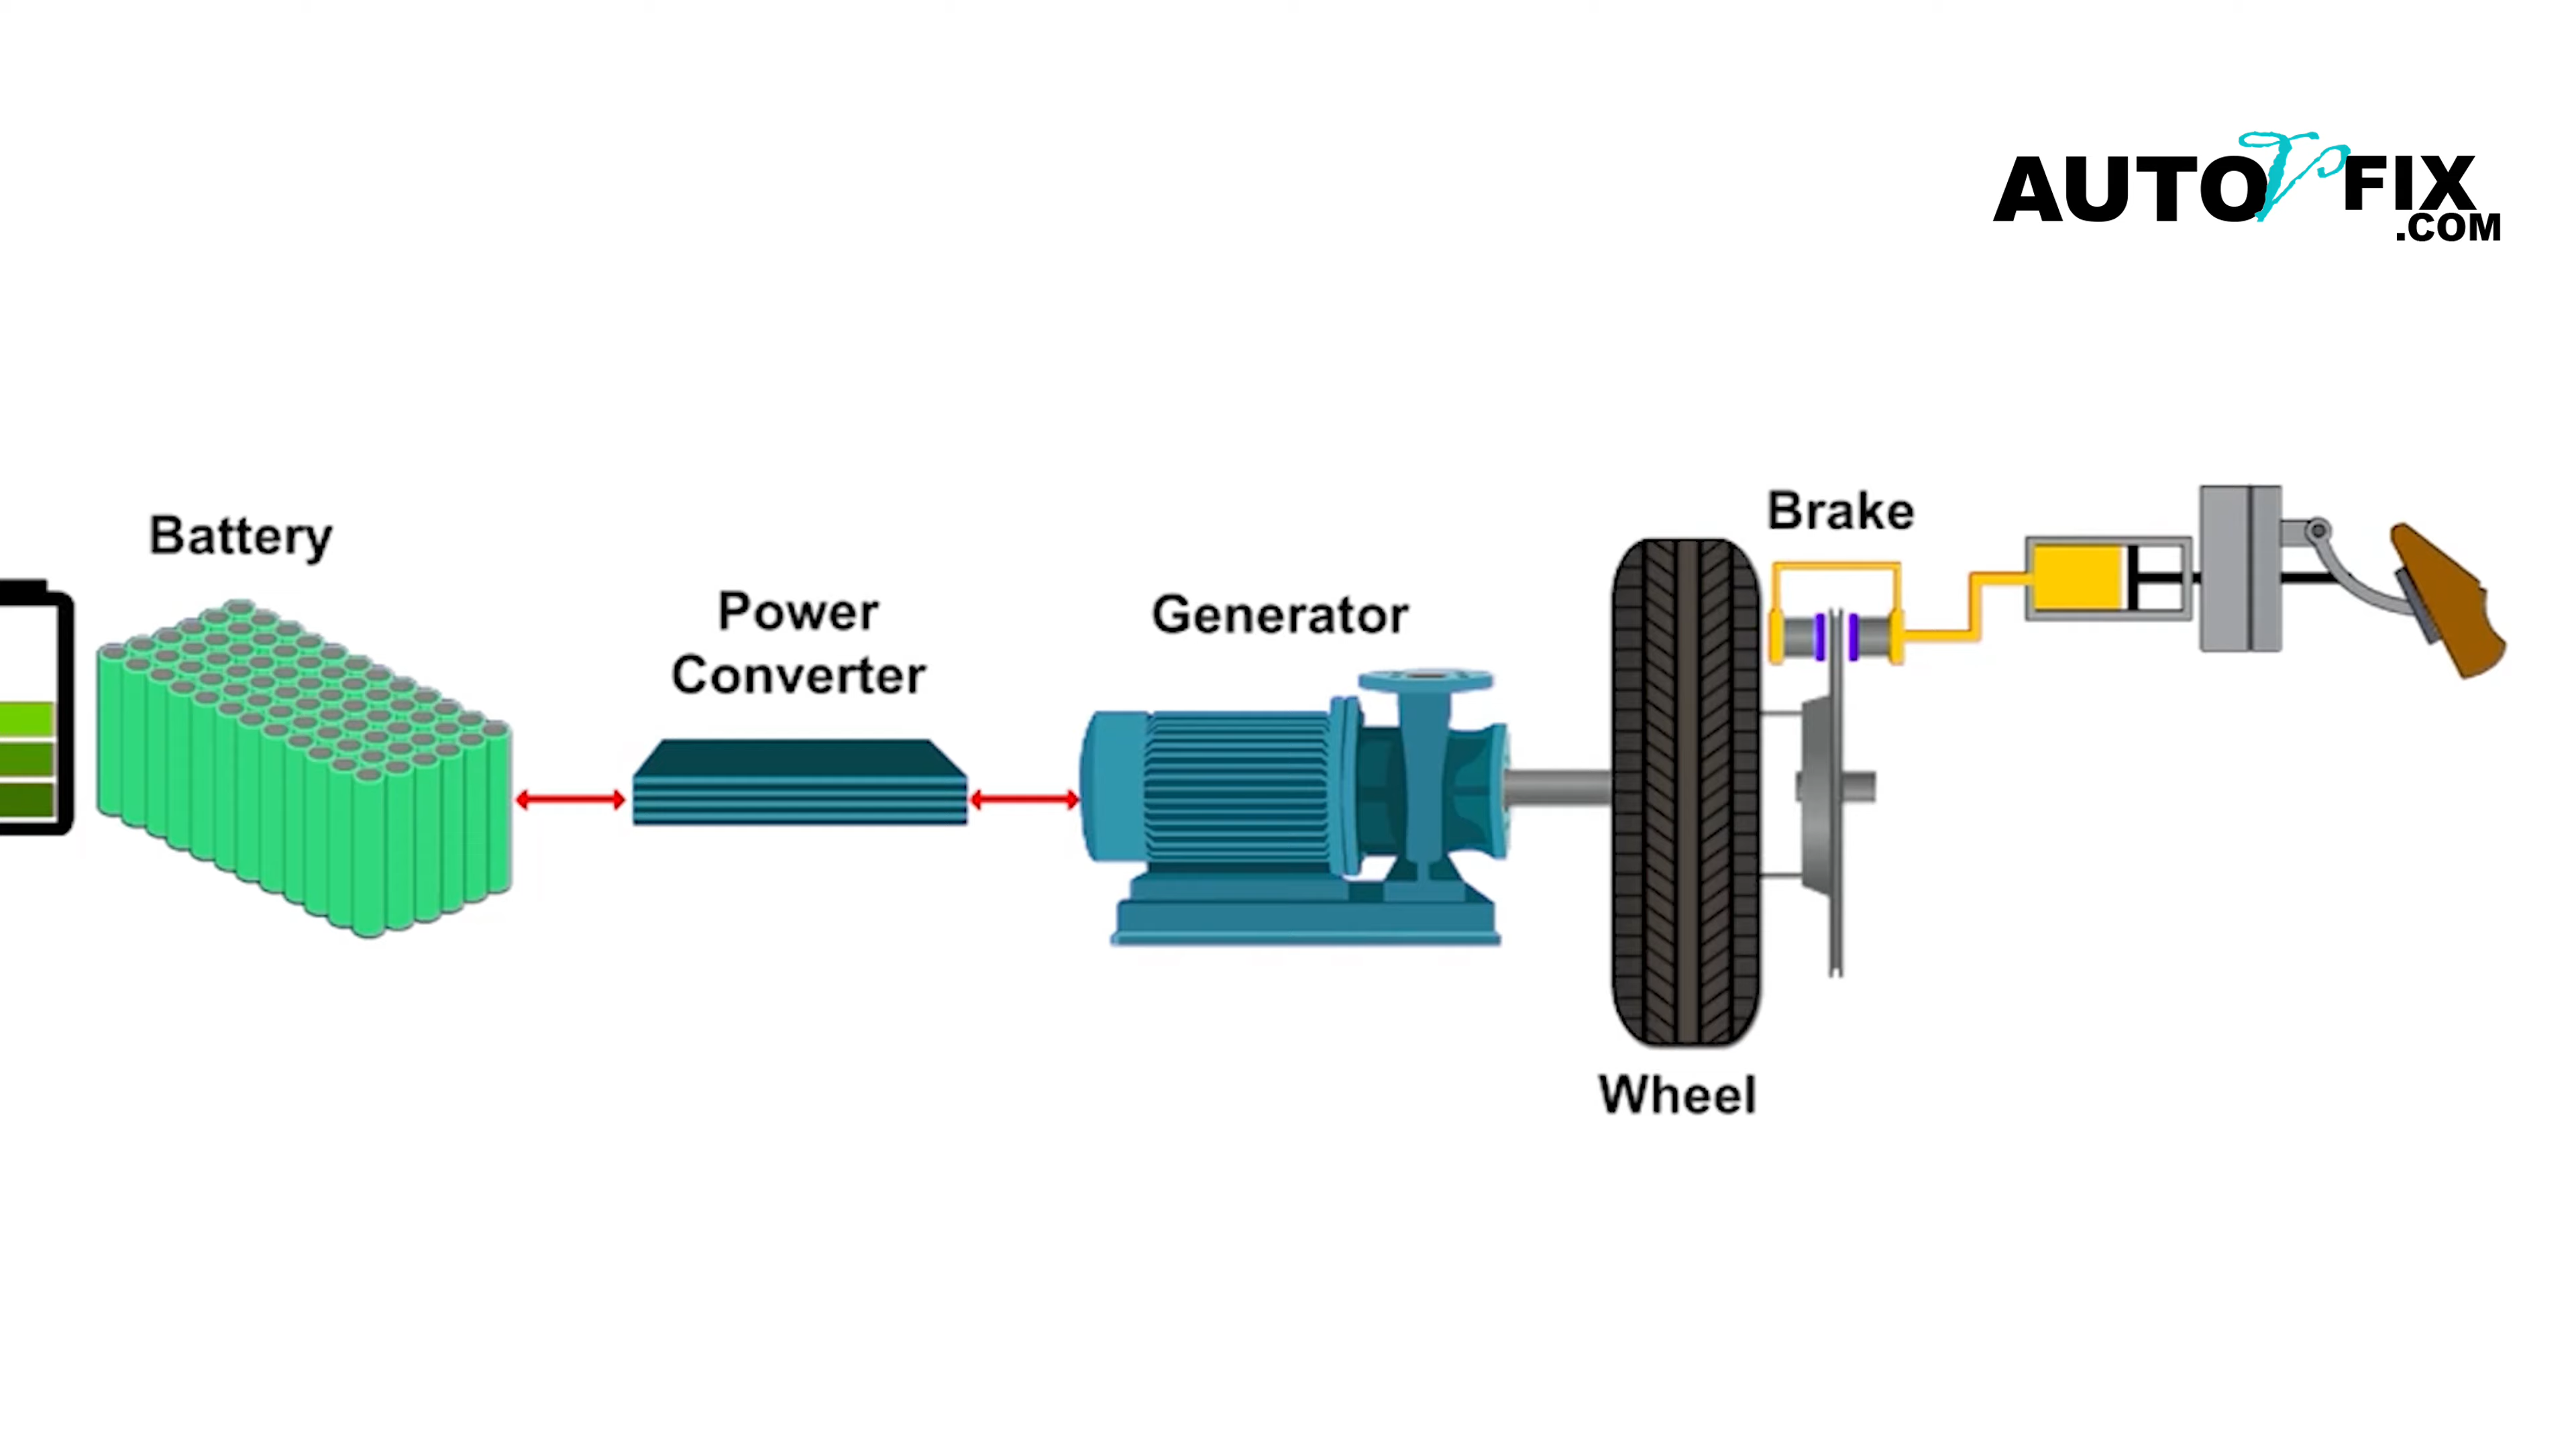 AUTO FIX
.COM
Battery
Brake
Power
Converter
Generator
Wheel